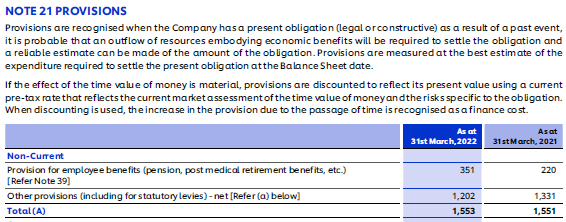 NOTE 21 PROVISIONS
Provisions are recognised when the Company has a present obligation (legal or constructive) as a result of a past event,
it is probable that an outflow of resources embodying economic benefits will be required to settle the obligation and
a reliable estimate can be made of the amount of the obligation. Provisions are measured at the best estimate of the
expenditure required to settle the present obligation at the Balance Sheet date.
If the effect of the time value of money is material, provisions are discounted to reflect its present value using a current
pre-tax rate that reflects the current market assessment of the time value of money and the risks specific to the obligation.
When discounting is used, the increase in the provision due to the passage of time is recognised as a finance cost.
As at As at
31st March, 2022 31st March, 2021
Non-Current
Provision for employee benefits (pension, post medical retirement benefits, etc.) 351 220
[Refer Note 39]
Other provisions (including for statutory levies) - net [Refer (a) below] 1,202 1,331
Total (A) 1,553 1,551